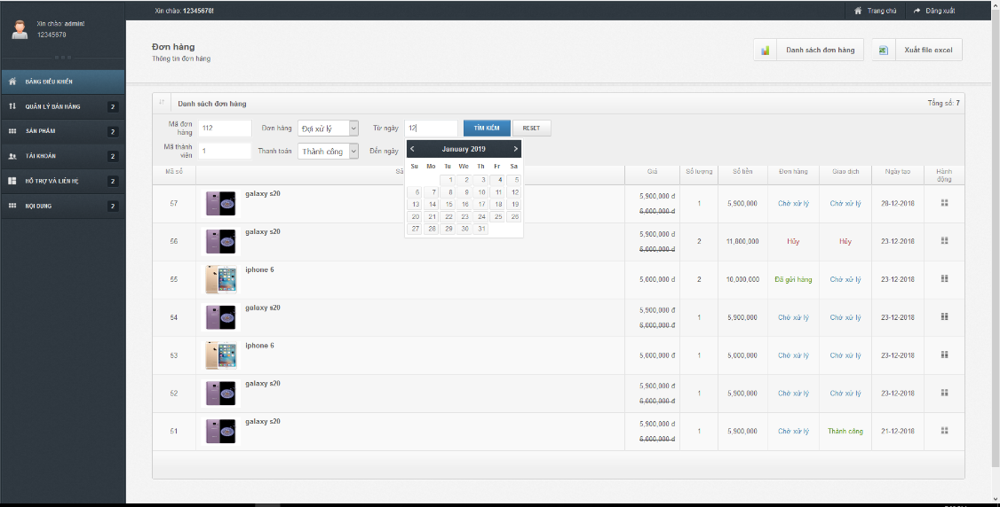 Xin chào: 12345678!
Trang chủ
Đăng xuất
Xin chào: admin!
12345678
BẢNG ĐIỀU KHIỂN
QUẢN LÝ BÁN HÀNG 2
SẢN PHẨM 2
TÀI KHOẢN 2
HỖ TRỢ VÀ LIÊN HỆ 2
NỘI DUNG 2
Đơn hàng
Thông tin đơn hàng
Danh sách đơn hàng
Xuất file excel
Danh sách đơn hàng
Tổng số: 7
Mã đơn hàng 112 Đơn hàng Đợi xử lý Từ ngày 12 TÌM KIẾM RESET
Mã thành viên 1 Thanh toán Thành công Đến ngày
January 2019
Su Mo Tu We Th Fr Sa
1 2 3 4 5
6 7 8 9 10 11 12
13 14 15 16 17 18 19
20 21 22 23 24 25 26
27 28 29 30 31
Mã số Giá Số lượng Số tiền Đơn hàng Giao dịch Ngày tạo Hành động
57 galaxy s20 5,900,000 đ 6,000,000 đ 1 5,900,000 Chờ xử lý Chờ xử lý 28-12-2018
56 galaxy s20 5,900,000 đ 6,000,000 đ 2 11,800,000 Hủy Hủy 23-12-2018
55 iphone 6 5,000,000 đ 2 10,000,000 Đã gửi hàng Chờ xử lý 23-12-2018
54 galaxy s20 5,900,000 đ 6,000,000 đ 1 5,900,000 Chờ xử lý Chờ xử lý 23-12-2018
53 iphone 6 5,000,000 đ 1 5,000,000 Chờ xử lý Chờ xử lý 23-12-2018
52 galaxy s20 5,900,000 đ 6,000,000 đ 1 5,900,000 Chờ xử lý Chờ xử lý 23-12-2018
51 galaxy s20 5,900,000 đ 6,000,000 đ 1 5,900,000 Chờ xử lý Thành công 21-12-2018